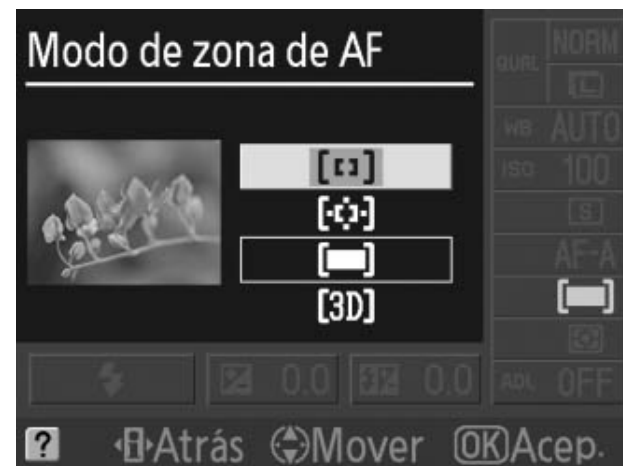 Modo de zona de AF
[3D]
QUAL NORM
L
WB AUTO
ISO 100
S
AF-A
0.0 0.0
ADL OFF
? Atrás Mover OK Acep.